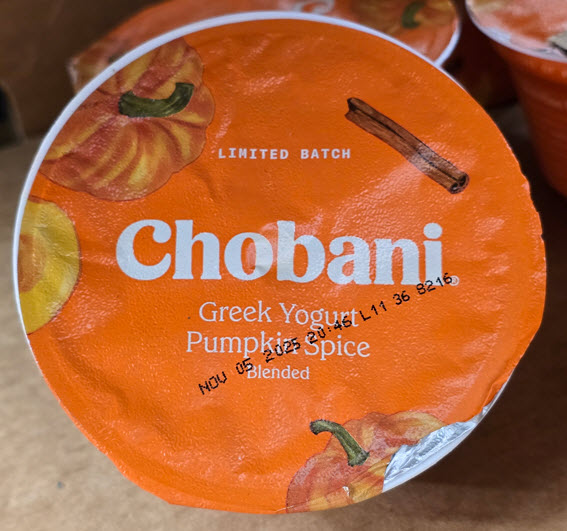 LIMITED BATCH
Chobani®
Greek Yogurt
Pumpkin Spice
Blended
NOV 05 2025 20:46 L11 36 8216